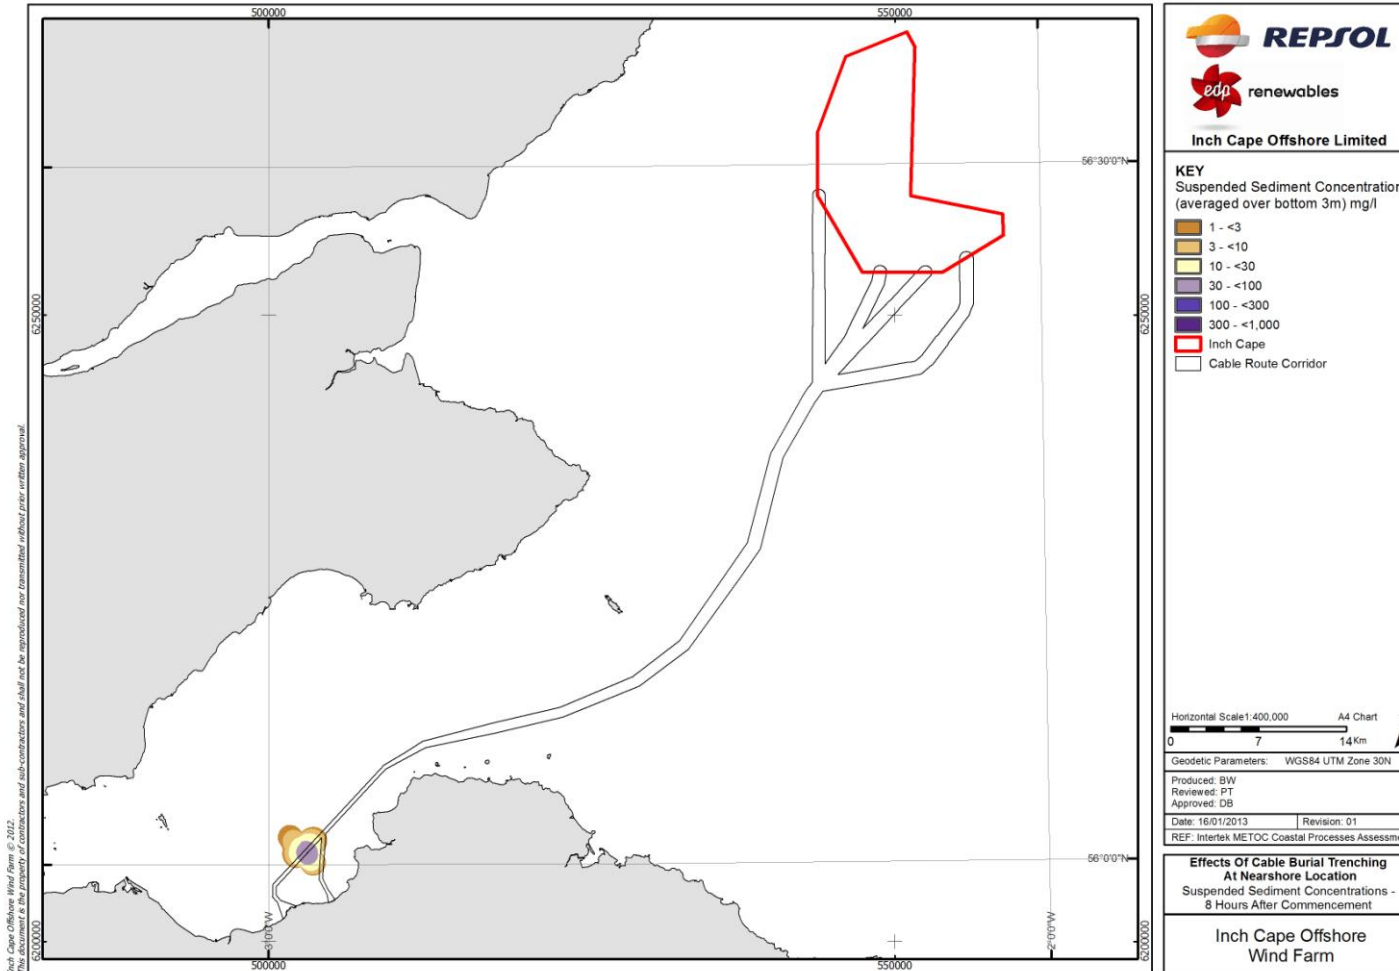 500000
550000
REPSOL
edp renewables
Inch Cape Offshore Limited
KEY
Suspended Sediment Concentration
(averaged over bottom 3m) mg/l
1 - <3
3 - <10
10 - <30
30 - <100
100 - <300
300 - <1,000
Inch Cape
Cable Route Corridor
56°30'0"N
6250000
6250000
56°0'0"N
6200000
6200000
3°0'0"W
2°0'0"W
500000
550000
Inch Cape Offshore Wind Farm © 2012.
This document is the property of contractors and sub-contractors and shall not be reproduced nor transmitted without prior written approval.
Horizontal Scale1:400,000 A4 Chart
0 7 14Km
Geodetic Parameters: WGS84 UTM Zone 30N
Produced: BW
Reviewed: PT
Approved: DB
Date: 16/01/2013 Revision: 01
REF: Intertek METOC Coastal Processes Assessm
Effects Of Cable Burial Trenching
At Nearshore Location
Suspended Sediment Concentrations -
8 Hours After Commencement
Inch Cape Offshore
Wind Farm